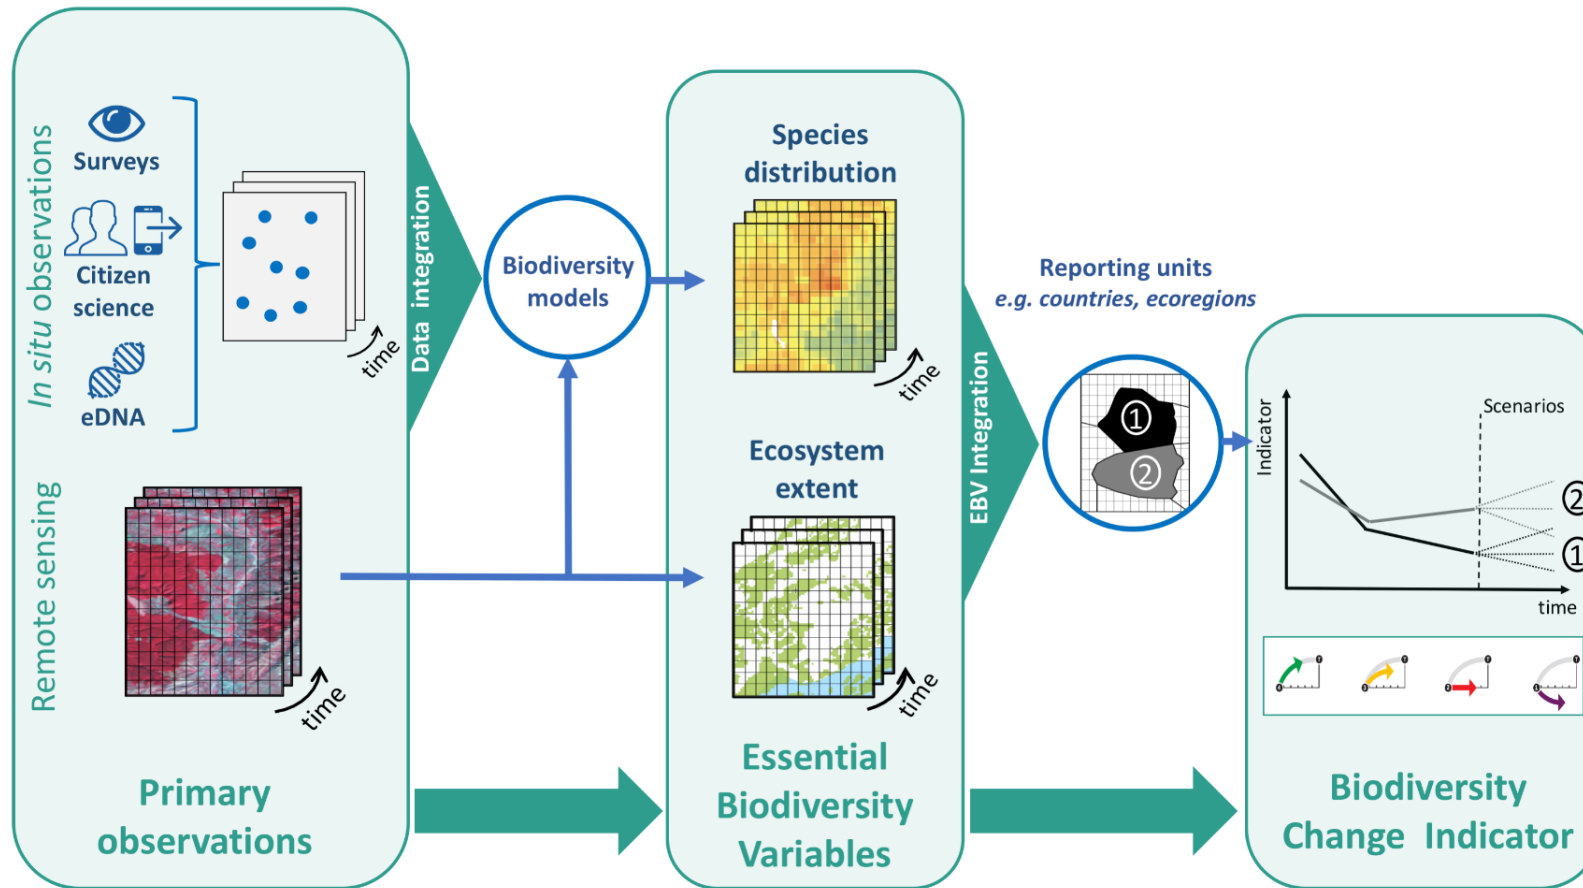 In situ observations
Surveys
Citizen
science
eDNA
time
Remote sensing
time
Primary
observations
Data integration
Biodiversity
models
Species
distribution
time
Ecosystem
extent
time
Essential
Biodiversity
Variables
EBV Integration
Reporting units
e.g. countries, ecoregions
1
2
Indicator
Scenarios
2
1
time
Biodiversity
Change Indicator